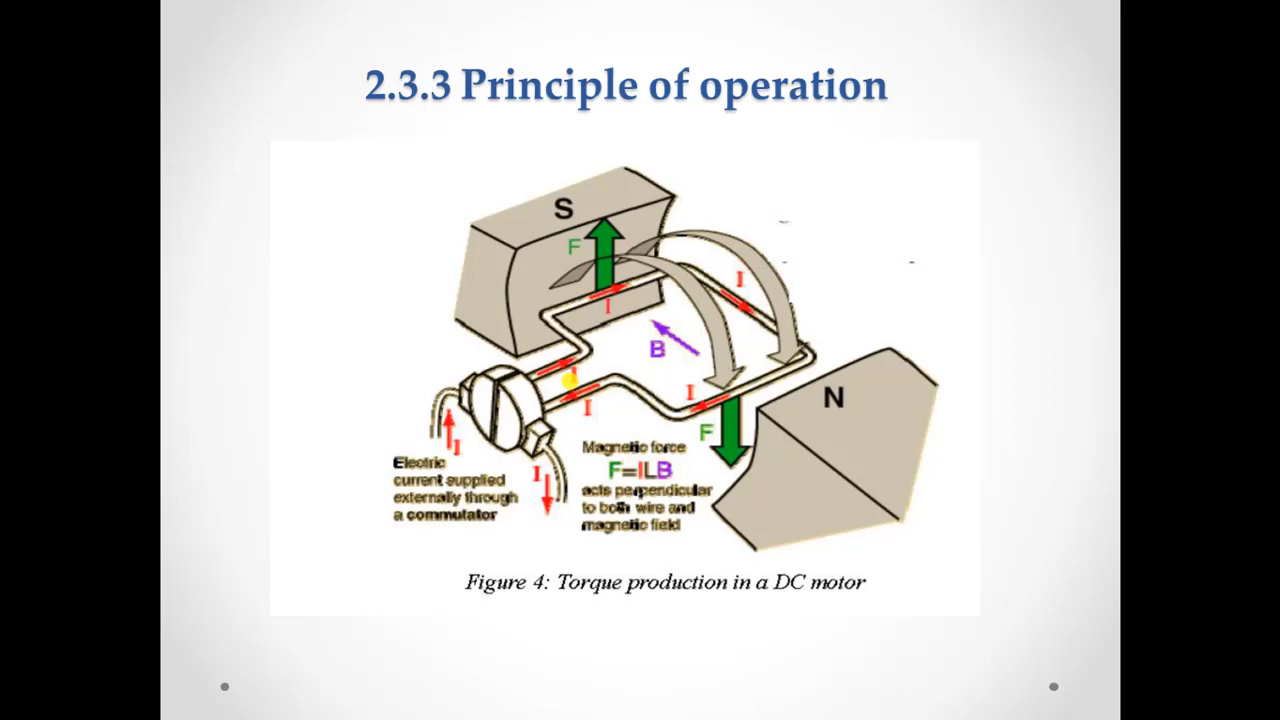 2.3.3 Principle of operation
S
F
I
I
B
I
I
I
N
F
I
I
Electric
current supplied
externally through
a commutator
Magnetic force
F=ILB
acts perpendicular
to both wire and
magnetic field
Figure 4: Torque production in a DC motor